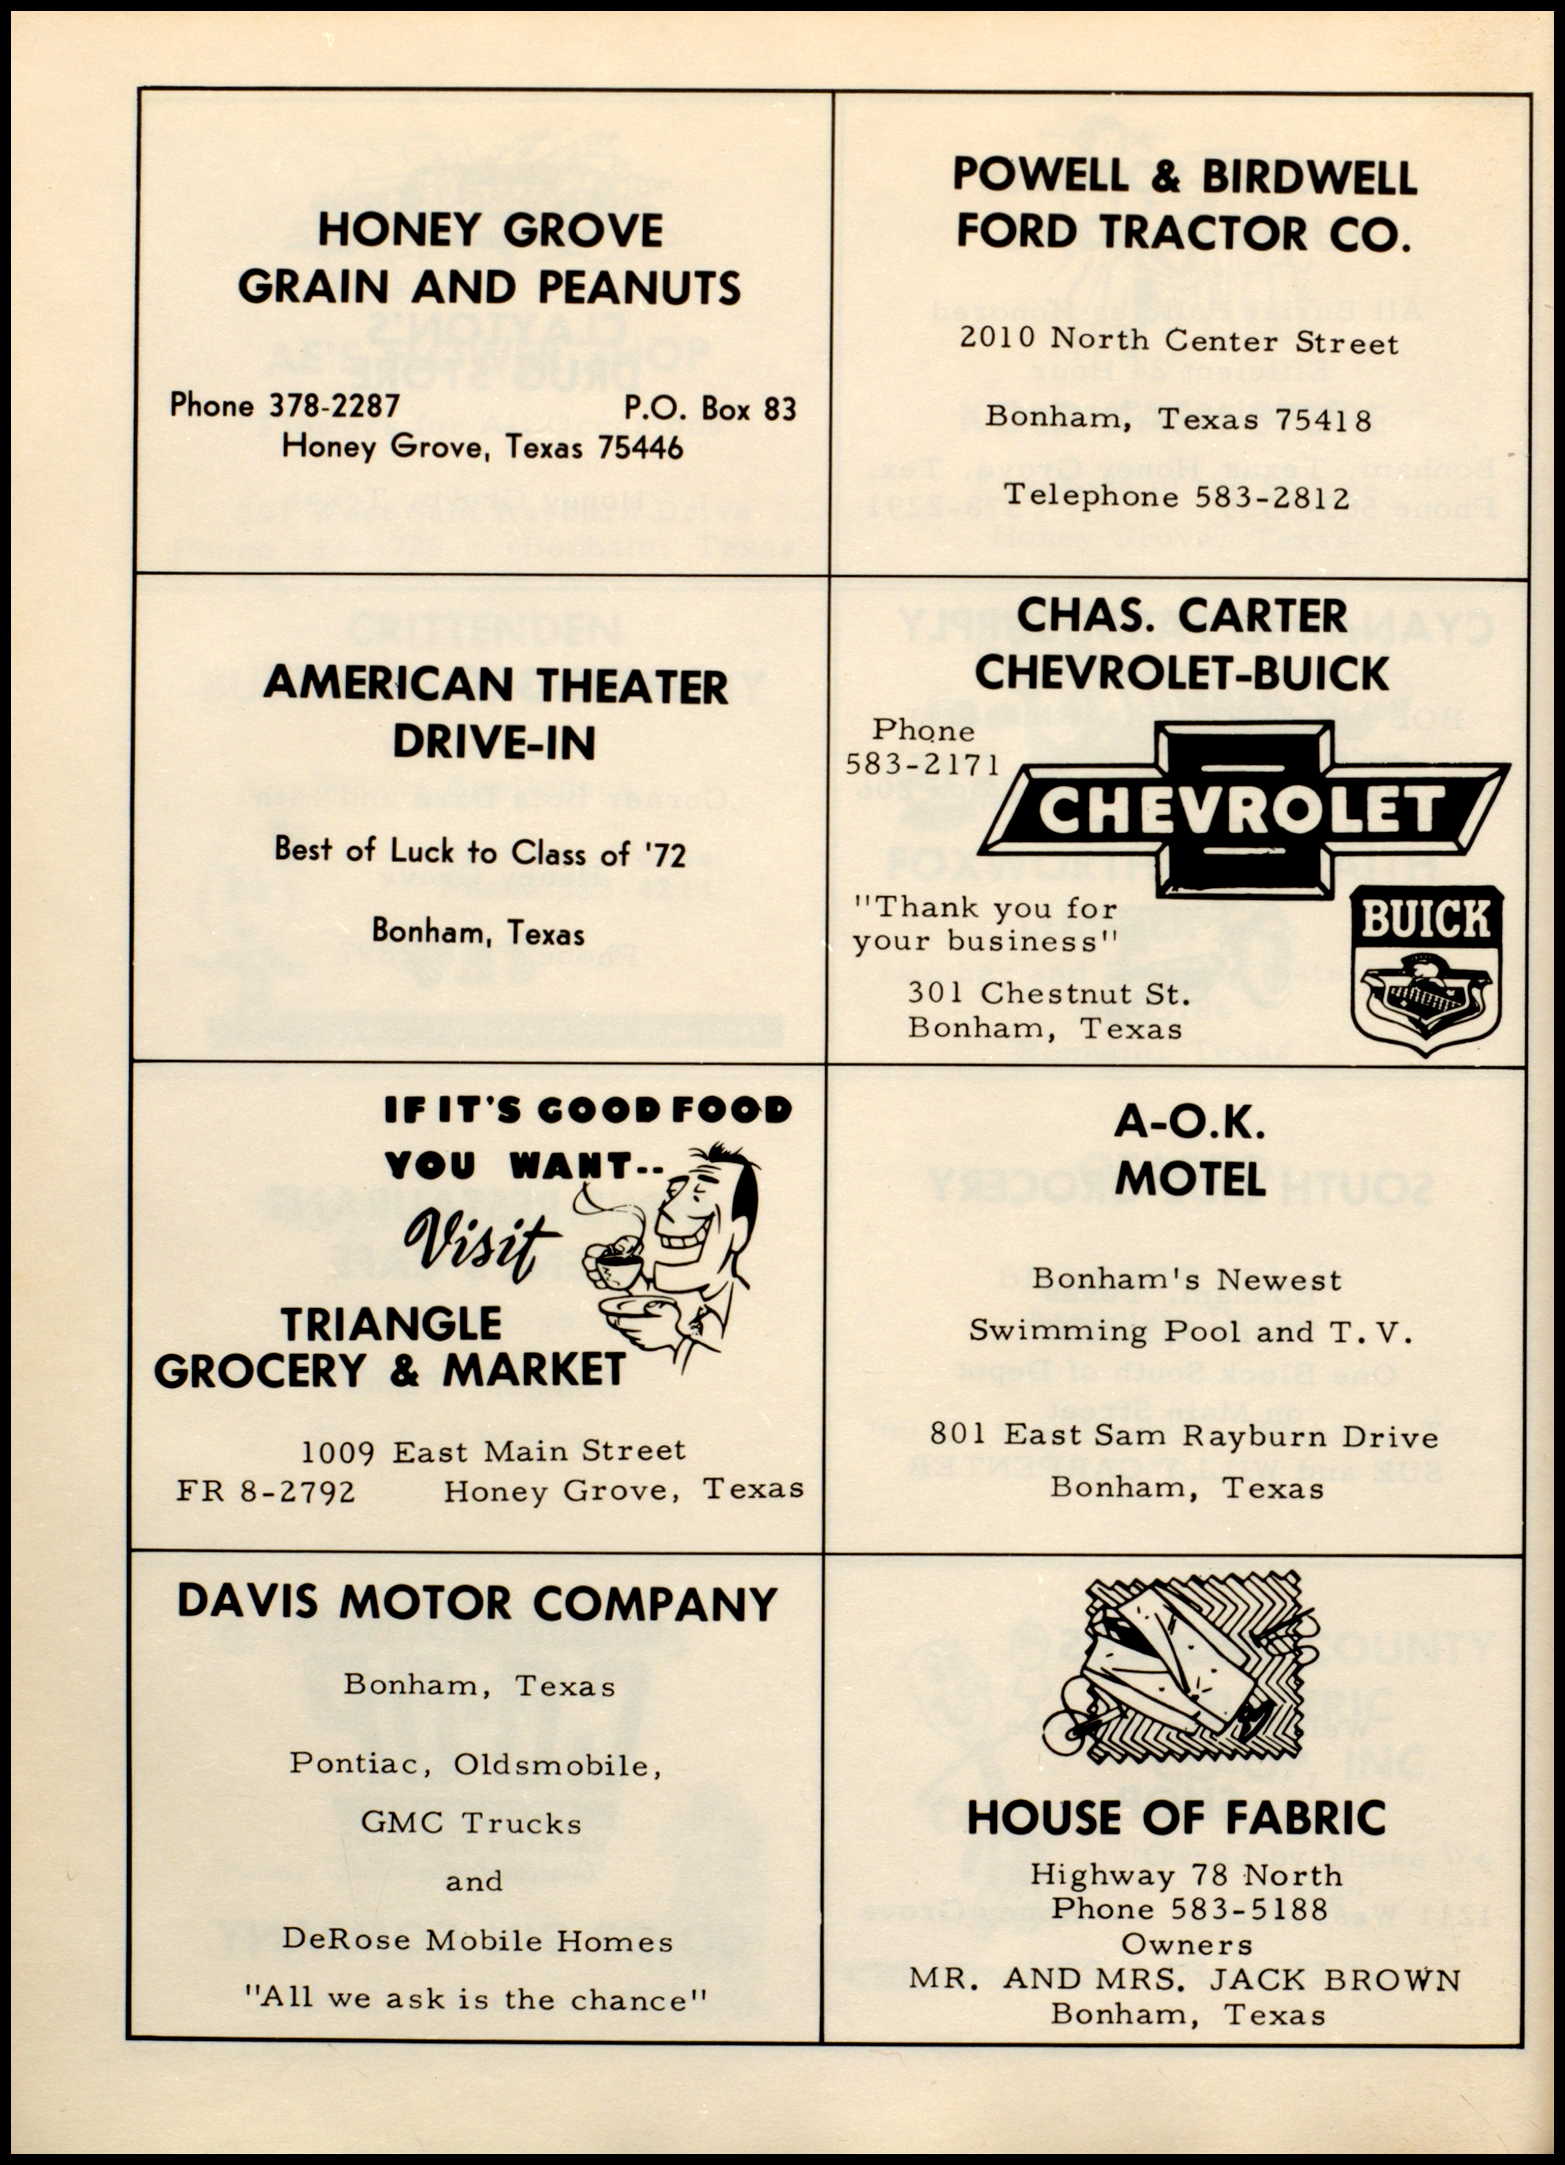 HONEY GROVE
GRAIN AND PEANUTS
Phone 378-2287 P.O. Box 83
Honey Grove, Texas 75446
POWELL & BIRDWELL
FORD TRACTOR CO.
2010 North Center Street
Bonham, Texas 75418
Telephone 583-2812
AMERICAN THEATER
DRIVE-IN
Best of Luck to Class of '72
Bonham, Texas
CHAS. CARTER
CHEVROLET-BUICK
Phone
583-2171
CHEVROLET
"Thank you for
your business"
BUICK
301 Chestnut St.
Bonham, Texas
IF IT'S GOOD FOOD
YOU WANT--
Visit
TRIANGLE
GROCERY & MARKET
1009 East Main Street
FR 8-2792 Honey Grove, Texas
A-O.K.
MOTEL
Bonham's Newest
Swimming Pool and T.V.
801 East Sam Rayburn Drive
Bonham, Texas
DAVIS MOTOR COMPANY
Bonham, Texas
Pontiac, Oldsmobile,
GMC Trucks
and
DeRose Mobile Homes
"All we ask is the chance"
HOUSE OF FABRIC
Highway 78 North
Phone 583-5188
Owners
MR. AND MRS. JACK BROWN
Bonham, Texas